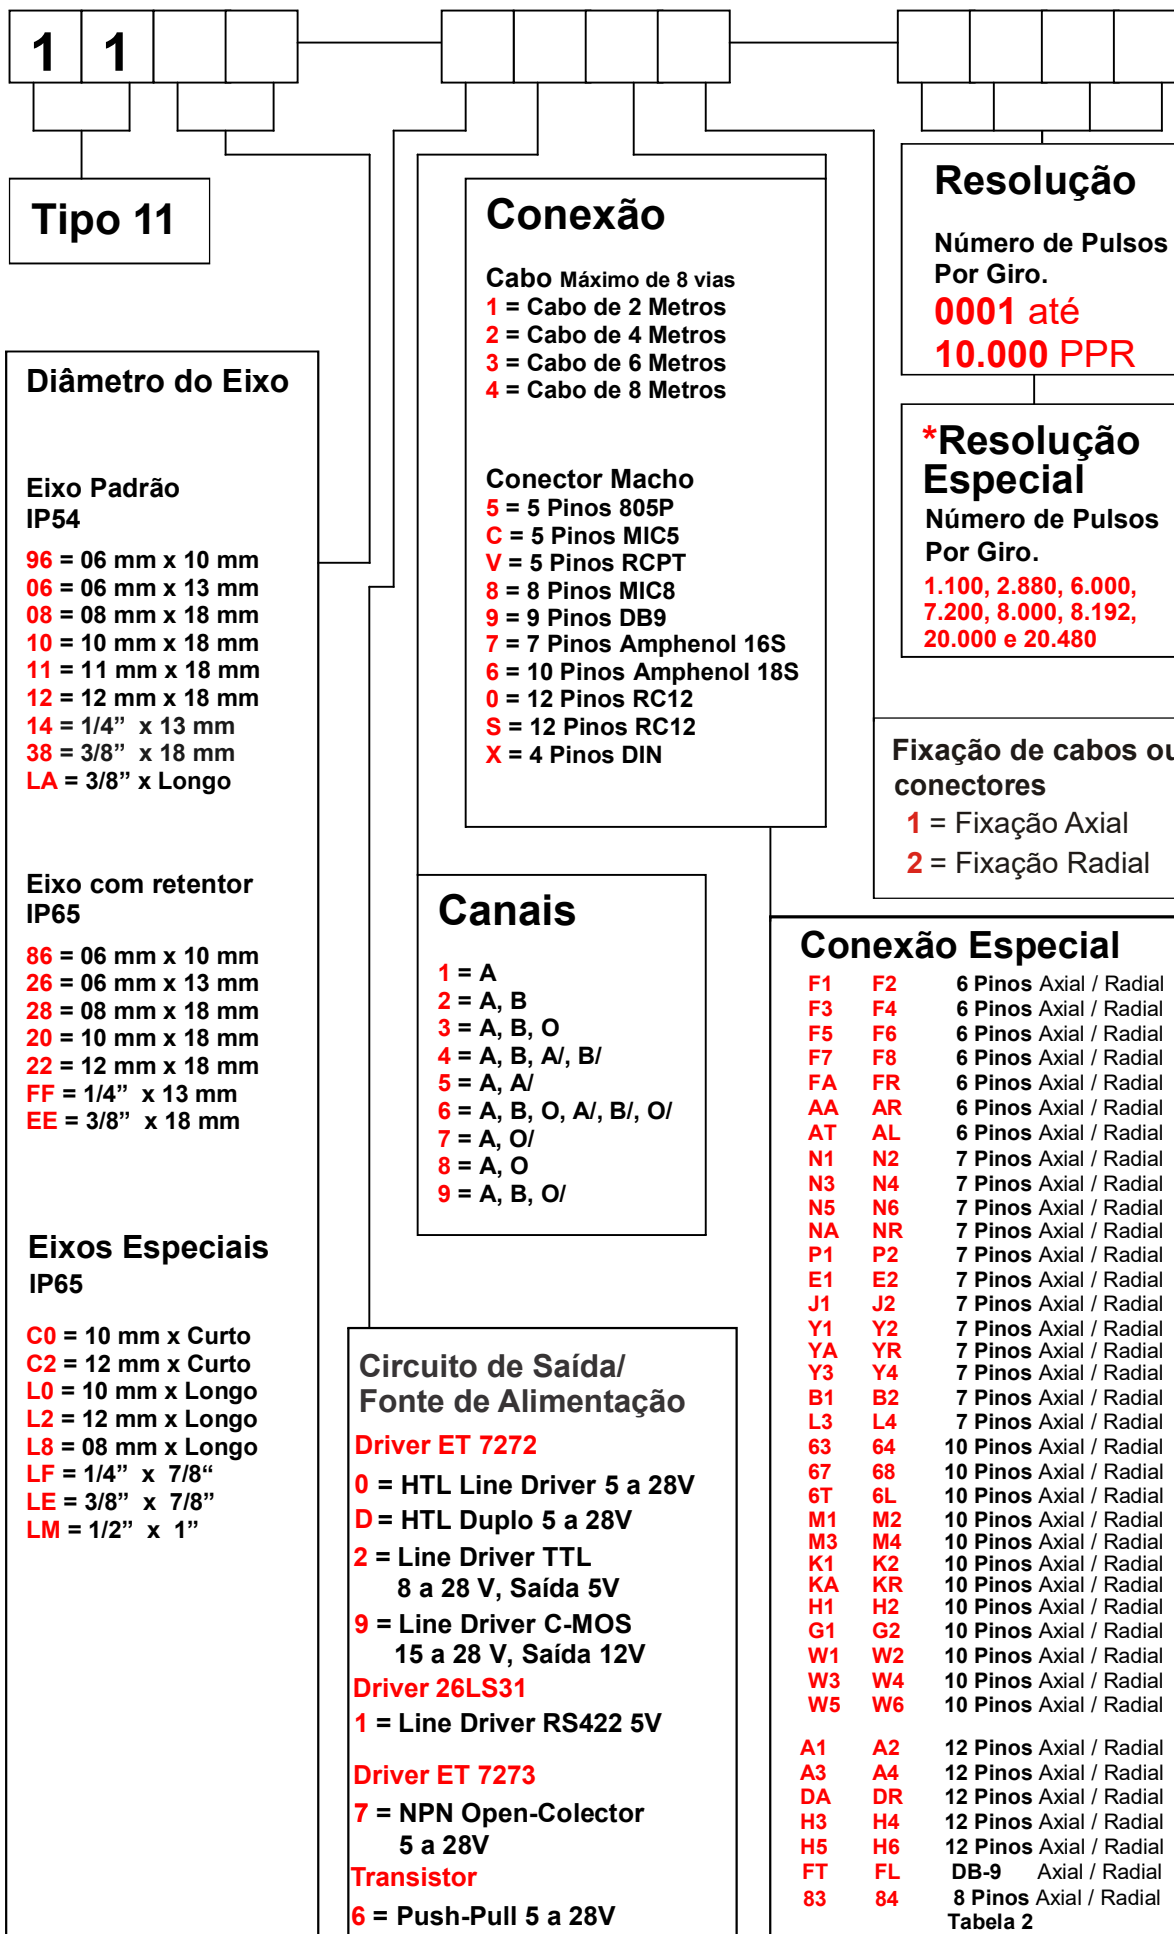 1 1
Tipo 11
Diâmetro do Eixo
Eixo Padrão
IP54
96 = 06 mm x 10 mm
06 = 06 mm x 13 mm
08 = 08 mm x 18 mm
10 = 10 mm x 18 mm
11 = 11 mm x 18 mm
12 = 12 mm x 18 mm
14 = 1/4” x 13 mm
38 = 3/8” x 18 mm
LA = 3/8” x Longo
Eixo com retentor
IP65
86 = 06 mm x 10 mm
26 = 06 mm x 13 mm
28 = 08 mm x 18 mm
20 = 10 mm x 18 mm
22 = 12 mm x 18 mm
FF = 1/4” x 13 mm
EE = 3/8” x 18 mm
Eixos Especiais
IP65
C0 = 10 mm x Curto
C2 = 12 mm x Curto
L0 = 10 mm x Longo
L2 = 12 mm x Longo
L8 = 08 mm x Longo
LF = 1/4” x 7/8“
LE = 3/8” x 7/8”
LM = 1/2” x 1”
Conexão
Cabo Máximo de 8 vias
1 = Cabo de 2 Metros
2 = Cabo de 4 Metros
3 = Cabo de 6 Metros
4 = Cabo de 8 Metros
Conector Macho
5 = 5 Pinos 805P
C = 5 Pinos MIC5
V = 5 Pinos RCPT
8 = 8 Pinos MIC8
9 = 9 Pinos DB9
7 = 7 Pinos Amphenol 16S
6 = 10 Pinos Amphenol 18S
0 = 12 Pinos RC12
S = 12 Pinos RC12
X = 4 Pinos DIN
Canais
1 = A
2 = A, B
3 = A, B, O
4 = A, B, A/, B/
5 = A, A/
6 = A, B, O, A/, B/, O/
7 = A, O/
8 = A, O
9 = A, B, O/
Circuito de Saída/
Fonte de Alimentação
Driver ET 7272
0 = HTL Line Driver 5 a 28V
D = HTL Duplo 5 a 28V
2 = Line Driver TTL
8 a 28 V, Saída 5V
9 = Line Driver C-MOS
15 a 28 V, Saída 12V
Driver 26LS31
1 = Line Driver RS422 5V
Driver ET 7273
7 = NPN Open-Colector
5 a 28V
Transistor
6 = Push-Pull 5 a 28V
Resolução
Número de Pulsos
Por Giro.
0001 até
10.000 PPR
*Resolução
Especial
Número de Pulsos
Por Giro.
1.100, 2.880, 6.000,
7.200, 8.000, 8.192,
20.000 e 20.480
Fixação de cabos ou
conectores
1 = Fixação Axial
2 = Fixação Radial
Conexão Especial
F1 F2 6 Pinos Axial / Radial
F3 F4 6 Pinos Axial / Radial
F5 F6 6 Pinos Axial / Radial
F7 F8 6 Pinos Axial / Radial
FA FR 6 Pinos Axial / Radial
AA AR 6 Pinos Axial / Radial
AT AL 6 Pinos Axial / Radial
N1 N2 7 Pinos Axial / Radial
N3 N4 7 Pinos Axial / Radial
N5 N6 7 Pinos Axial / Radial
NA NR 7 Pinos Axial / Radial
P1 P2 7 Pinos Axial / Radial
E1 E2 7 Pinos Axial / Radial
J1 J2 7 Pinos Axial / Radial
Y1 Y2 7 Pinos Axial / Radial
YA YR 7 Pinos Axial / Radial
Y3 Y4 7 Pinos Axial / Radial
B1 B2 7 Pinos Axial / Radial
L3 L4 7 Pinos Axial / Radial
63 64 10 Pinos Axial / Radial
67 68 10 Pinos Axial / Radial
6T 6L 10 Pinos Axial / Radial
M1 M2 10 Pinos Axial / Radial
M3 M4 10 Pinos Axial / Radial
K1 K2 10 Pinos Axial / Radial
KA KR 10 Pinos Axial / Radial
H1 H2 10 Pinos Axial / Radial
G1 G2 10 Pinos Axial / Radial
W1 W2 10 Pinos Axial / Radial
W3 W4 10 Pinos Axial / Radial
W5 W6 10 Pinos Axial / Radial
A1 A2 12 Pinos Axial / Radial
A3 A4 12 Pinos Axial / Radial
DA DR 12 Pinos Axial / Radial
H3 H4 12 Pinos Axial / Radial
H5 H6 12 Pinos Axial / Radial
FT FL DB-9 Axial / Radial
83 84 8 Pinos Axial / Radial
Tabela 2